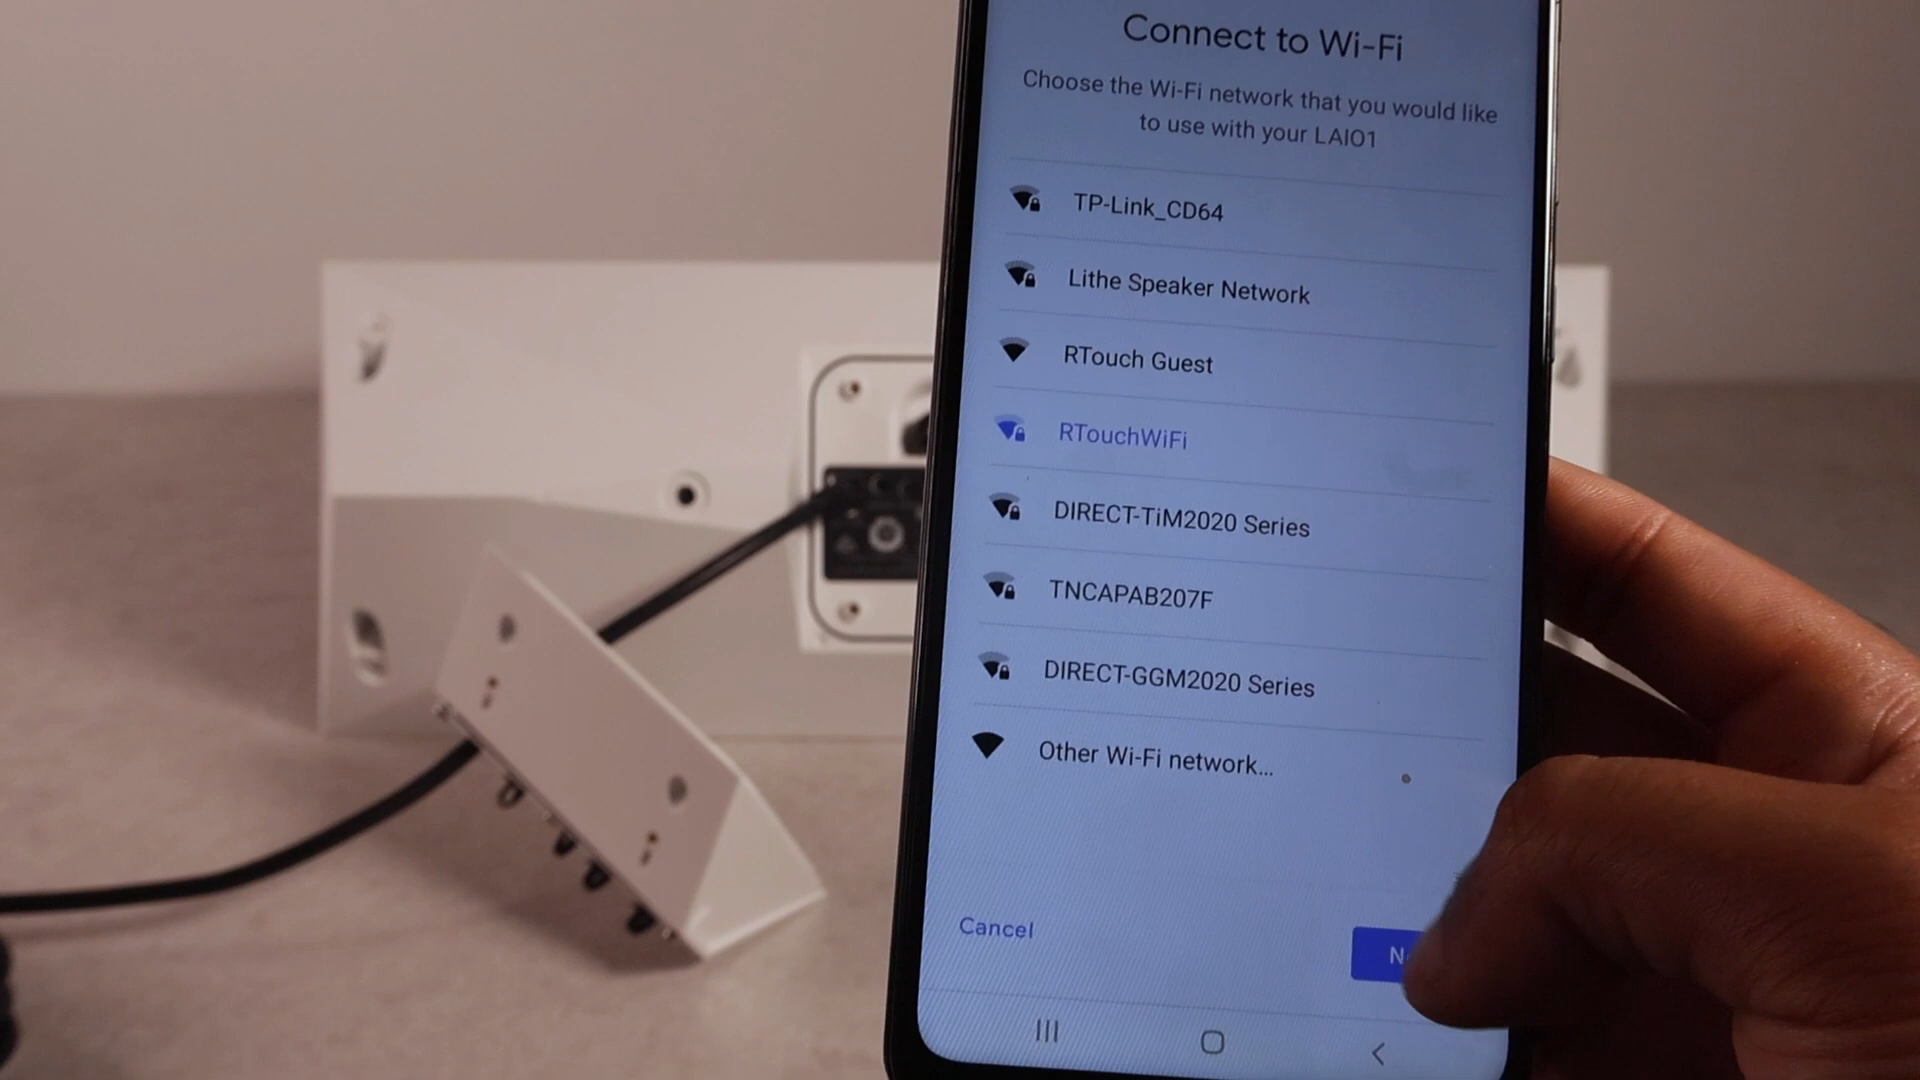 Connect to Wi-Fi
Choose the Wi-Fi network that you would like
to use with your LAIO1
TP-Link_CD64
Lithe Speaker Network
RTouch Guest
RTouchWiFi
DIRECT-TiM2020 Series
TNCAPAB207F
DIRECT-GGM2020 Series
Other Wi-Fi network...
Cancel